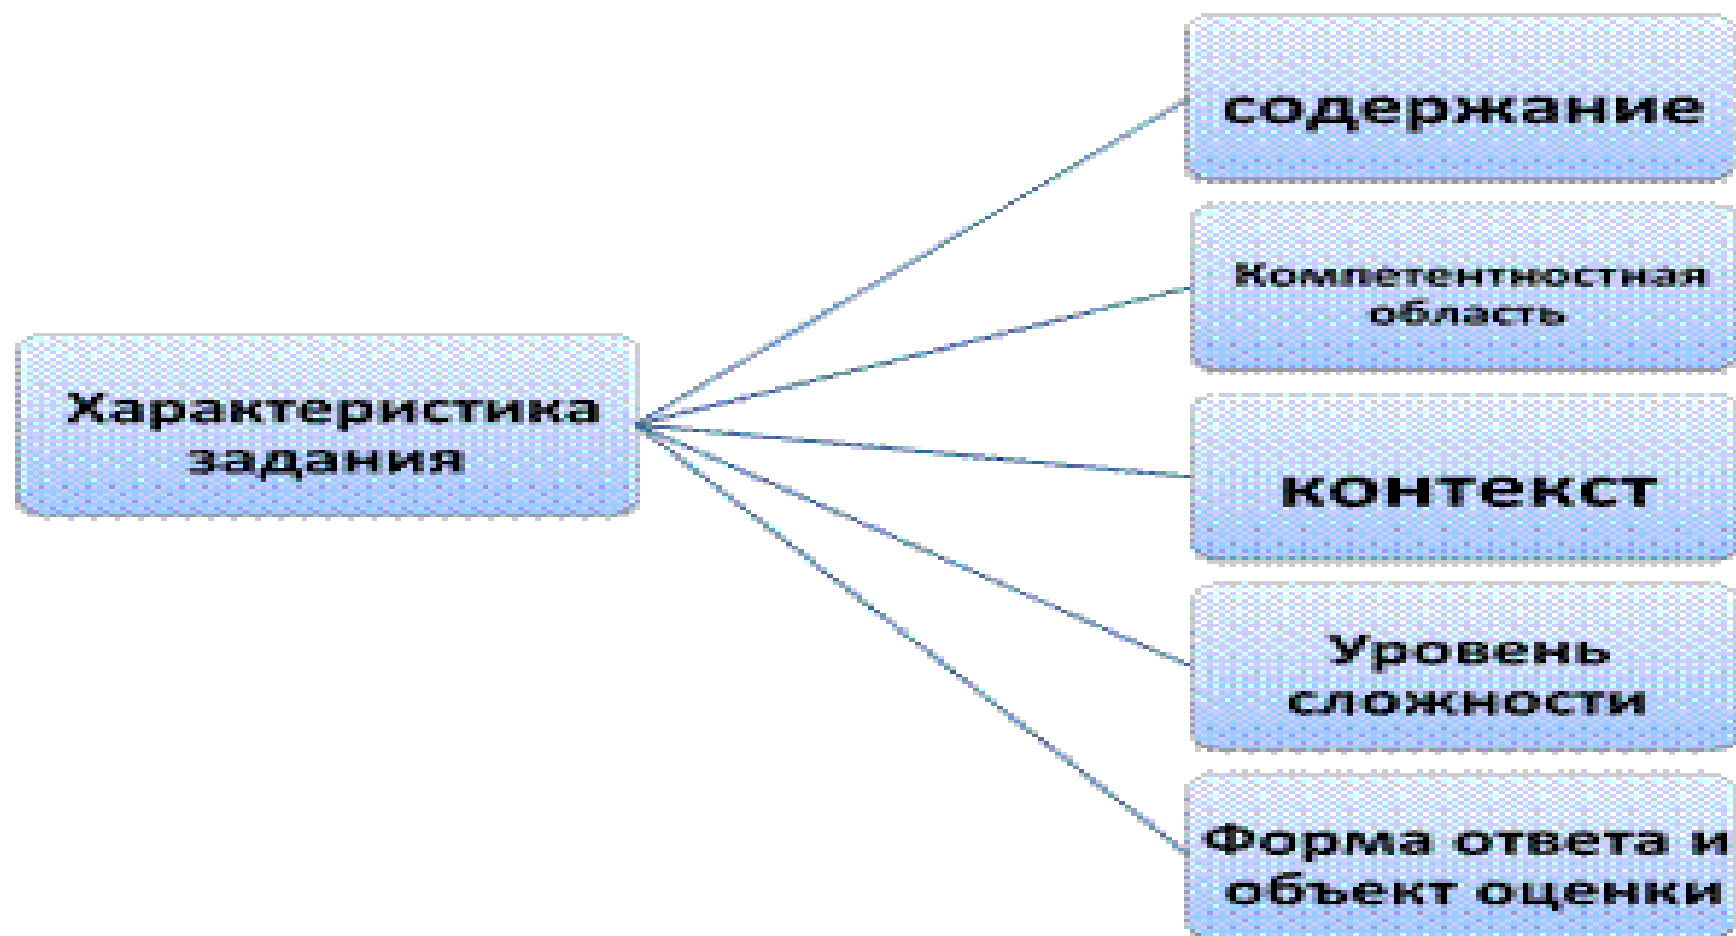 Характеристика
задания
содержание
Компетентностная
область
контекст
Уровень
сложности
Форма ответа и
объект оценки